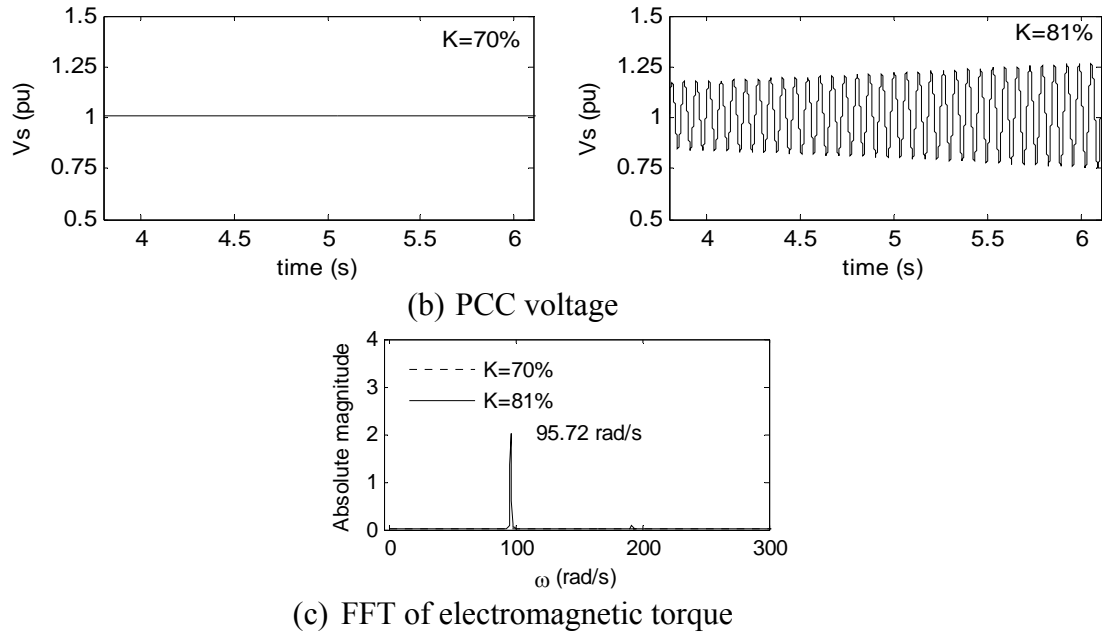 1.5
1.25
1
0.75
0.5
Vs (pu)
K=70%
4 4.5 5 5.5 6
time (s)
1.5
1.25
1
0.75
0.5
Vs (pu)
K=81%
4 4.5 5 5.5 6
time (s)
(b) PCC voltage
4
3
2
1
0
Absolute magnitude
K=70%
K=81%
95.72 rad/s
0 100 200 300
ω (rad/s)
(c) FFT of electromagnetic torque